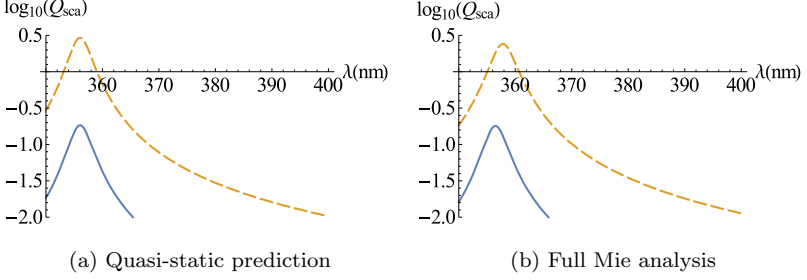 log₁₀(Qsca)
0.5
λ(nm)
360 370 380 390 400
−0.5
−1.0
−1.5
−2.0
(a) Quasi-static prediction
log₁₀(Qsca)
0.5
λ(nm)
360 370 380 390 400
−0.5
−1.0
−1.5
−2.0
(b) Full Mie analysis